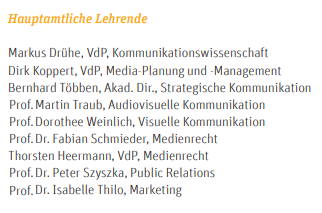 Hauptamtliche Lehrende
Markus Drühe, VdP, Kommunikationswissenschaft
Dirk Koppert, VdP, Media-Planung und -Management
Bernhard Többen, Akad. Dir., Strategische Kommunikation
Prof. Martin Traub, Audiovisuelle Kommunikation
Prof. Dorothee Weinlich, Visuelle Kommunikation
Prof. Dr. Fabian Schmieder, Medienrecht
Thorsten Heermann, VdP, Medienrecht
Prof. Dr. Peter Szyszka, Public Relations
Prof. Dr. Isabelle Thilo, Marketing